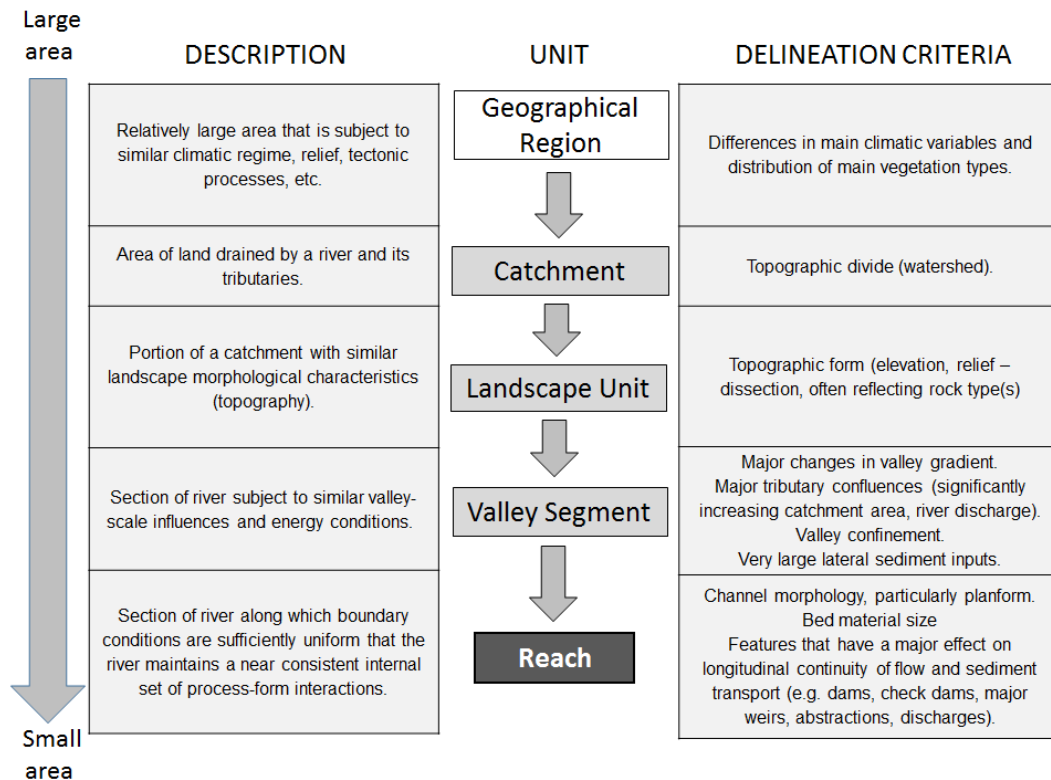 Large
area
DESCRIPTION
UNIT
DELINEATION CRITERIA
Relatively large area that is subject to
similar climatic regime, relief, tectonic
processes, etc.
Geographical
Region
Differences in main climatic variables and
distribution of main vegetation types.
Area of land drained by a river and its
tributaries.
Catchment
Topographic divide (watershed).
Portion of a catchment with similar
landscape morphological characteristics
(topography).
Landscape Unit
Topographic form (elevation, relief –
dissection, often reflecting rock type(s)
Section of river subject to similar valley-
scale influences and energy conditions.
Valley Segment
Major changes in valley gradient.
Major tributary confluences (significantly
increasing catchment area, river discharge).
Valley confinement.
Very large lateral sediment inputs.
Section of river along which boundary
conditions are sufficiently uniform that the
river maintains a near consistent internal
set of process-form interactions.
Reach
Channel morphology, particularly planform.
Bed material size
Features that have a major effect on
longitudinal continuity of flow and sediment
transport (e.g. dams, check dams, major
weirs, abstractions, discharges).
Small
area